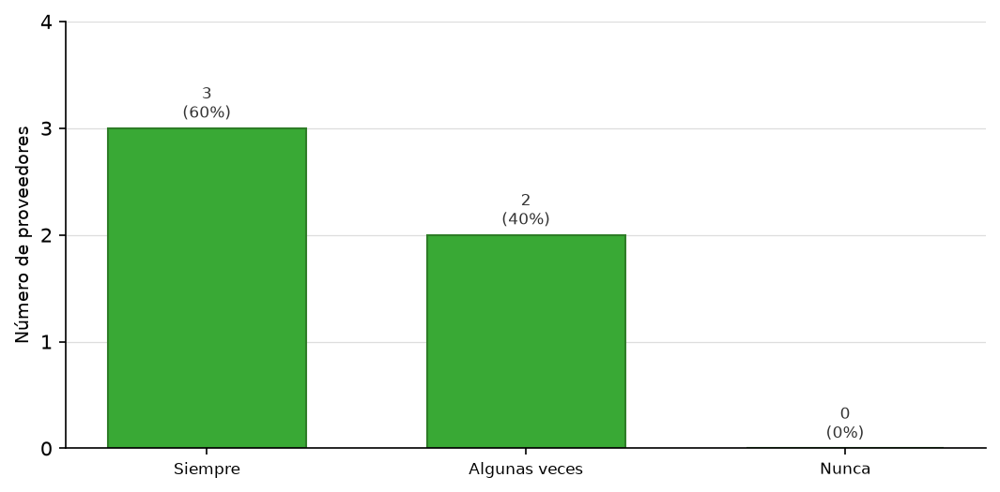 Número de proveedores
4
3
2
1
0
3
(60%)
2
(40%)
0
(0%)
Siempre
Algunas veces
Nunca